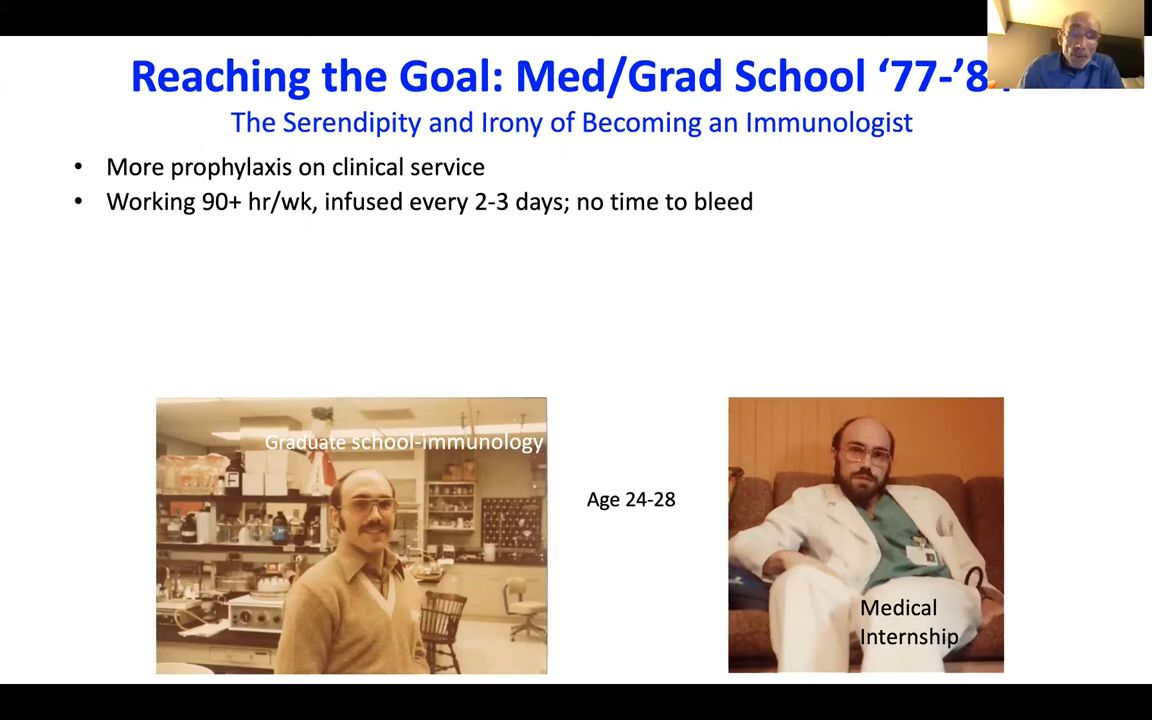 Reaching the Goal: Med/Grad School ‘77-’8
The Serendipity and Irony of Becoming an Immunologist
• More prophylaxis on clinical service
• Working 90+ hr/wk, infused every 2-3 days; no time to bleed
Graduate school-immunology
Age 24-28
Medical
Internship